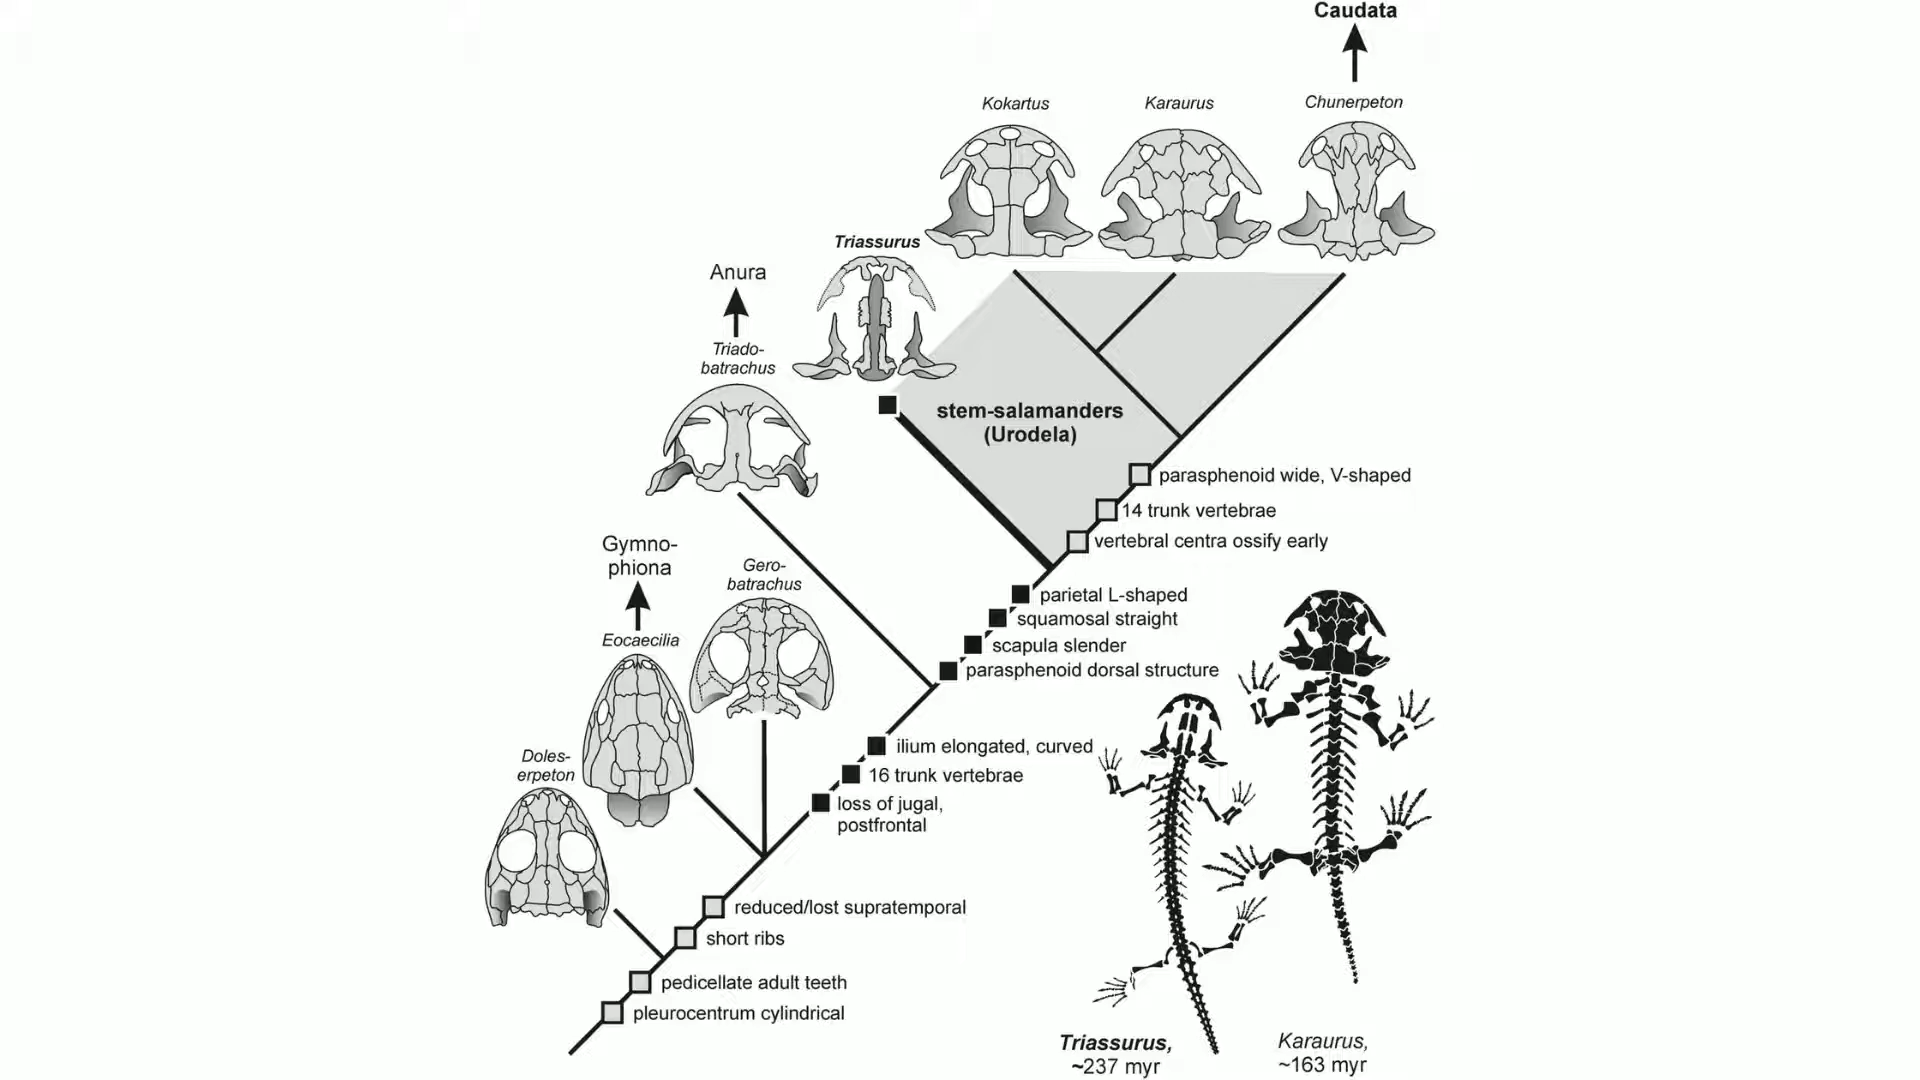 Caudata
Kokartus
Karaurus
Chunerpeton
Triassurus
Anura
Triado-
batrachus
stem-salamanders
(Urodela)
parasphenoid wide, V-shaped
14 trunk vertebrae
vertebral centra ossify early
Gymno-
phiona
Gero-
batrachus
parietal L-shaped
squamosal straight
scapula slender
parasphenoid dorsal structure
Eocaecilia
Doles-
erpeton
ilium elongated, curved
16 trunk vertebrae
loss of jugal,
postfrontal
reduced/lost supratemporal
short ribs
pedicellate adult teeth
pleurocentrum cylindrical
Triassurus,
~237 myr
Karaurus,
~163 myr